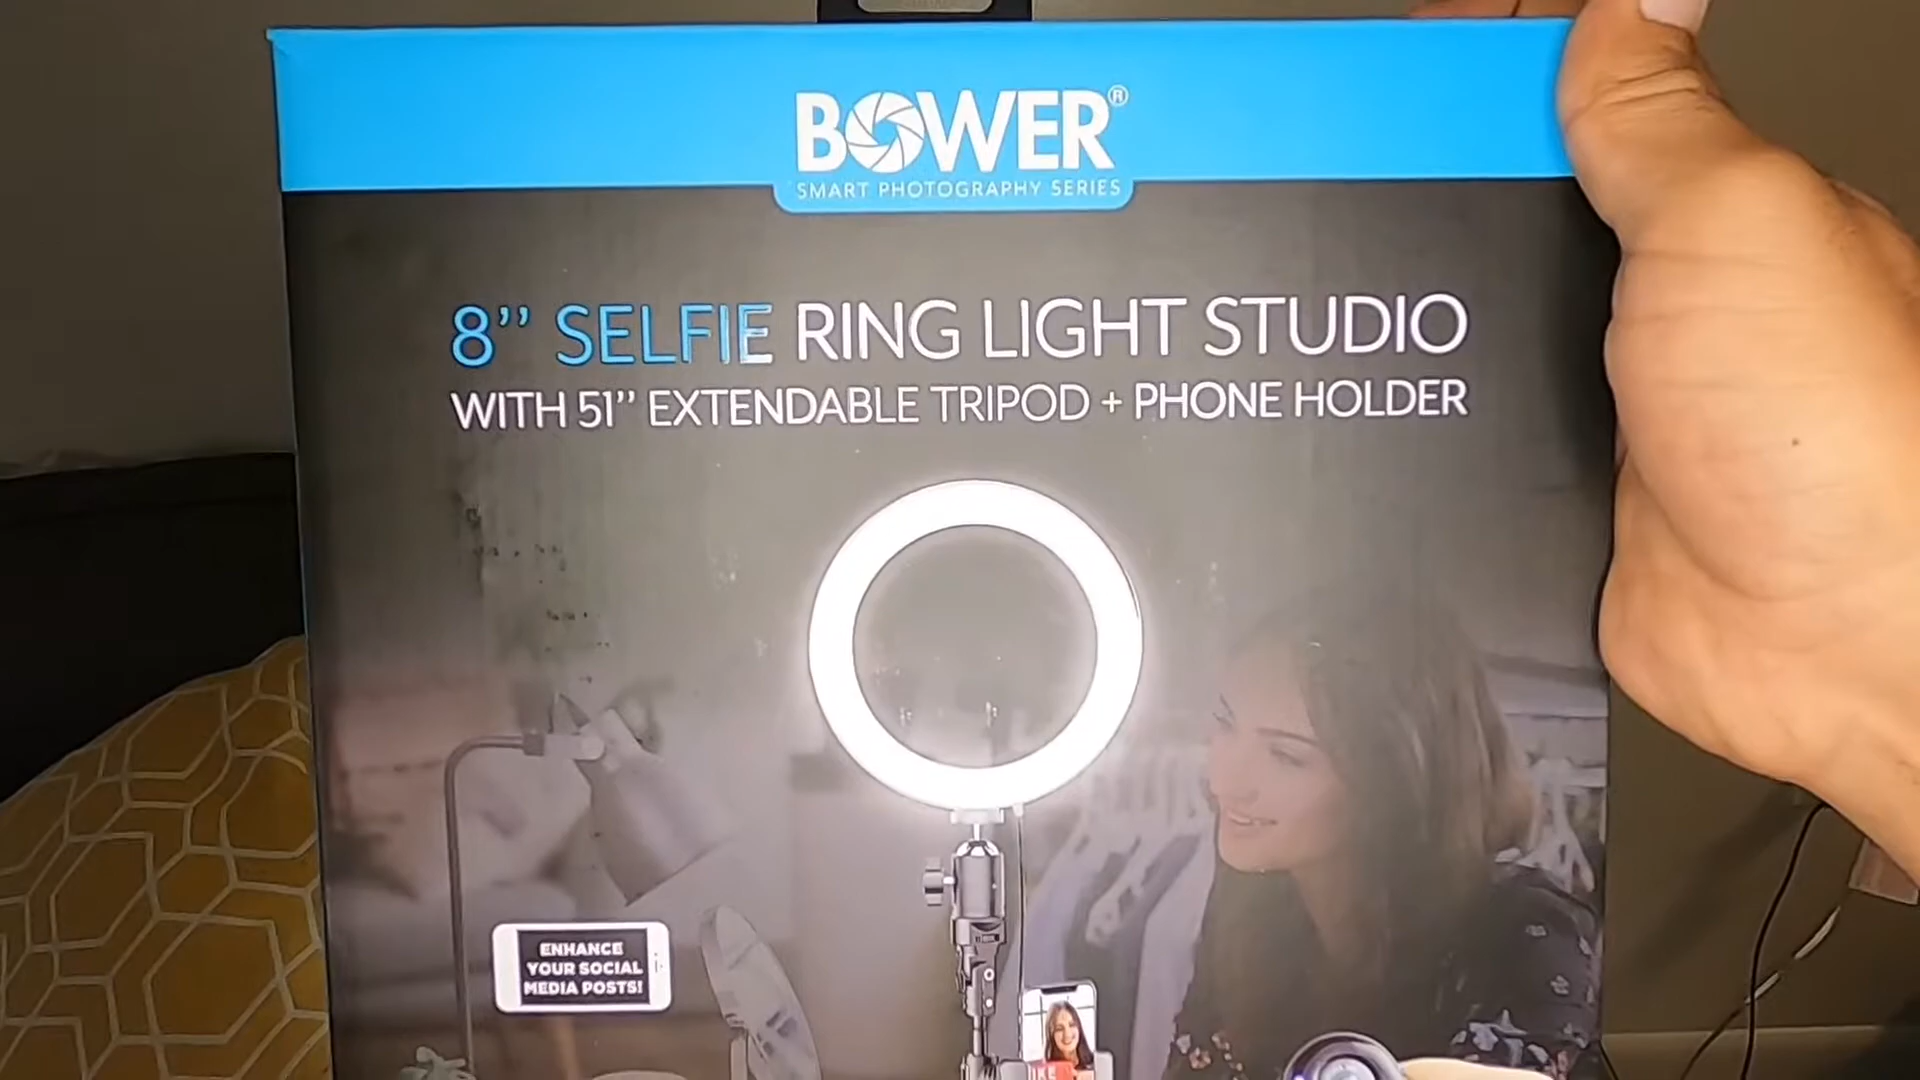 BOWER®
SMART PHOTOGRAPHY SERIES
8’’ SELFIE RING LIGHT STUDIO
WITH 51’’ EXTENDABLE TRIPOD + PHONE HOLDER
ENHANCE
YOUR SOCIAL
MEDIA POSTS!